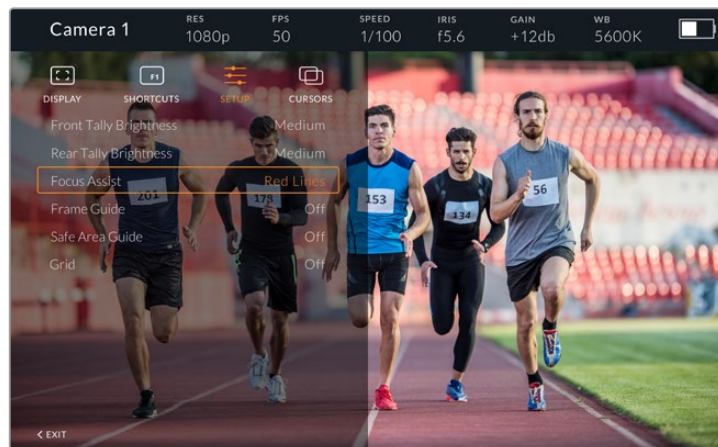 Camera 1
RES
1080p
FPS
50
SPEED
1/100
IRIS
f5.6
GAIN
+12db
WB
5600K
F1
DISPLAY
SHORTCUTS
SETUP
CURSORS
Front Tally Brightness Medium
Rear Tally Brightness Medium
Focus Assist Red Lines
Frame Guide Off
Safe Area Guide Off
Grid Off
201
178
153
134
56
< EXIT